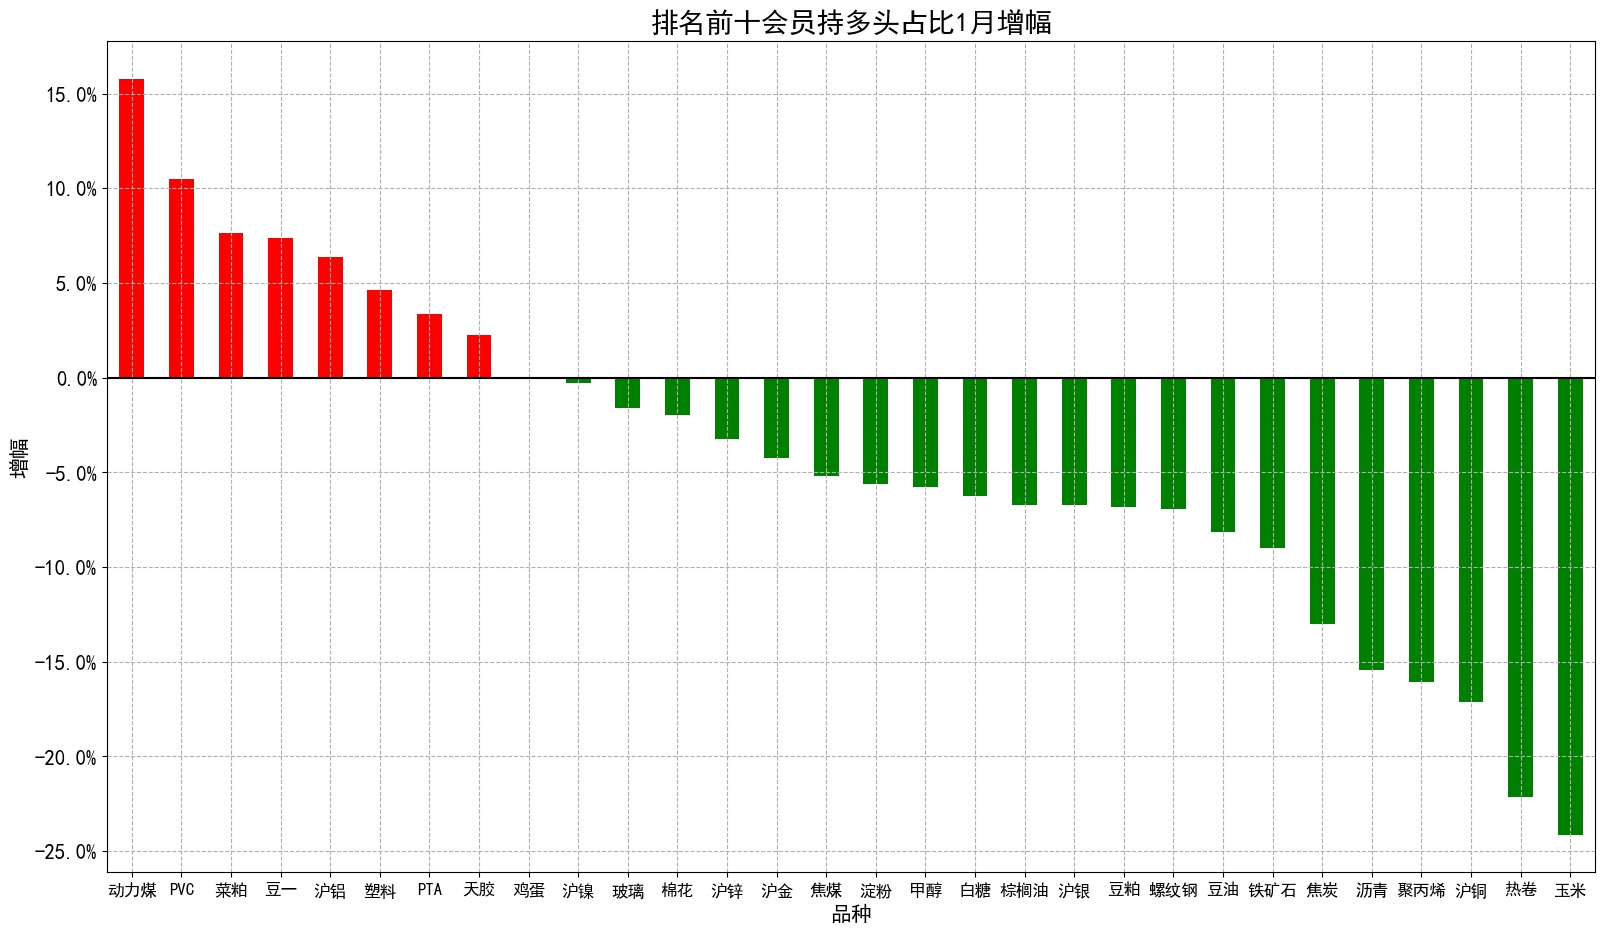 排名前十会员持多头占比1月增幅
15.0%
10.0%
5.0%
0.0%
−5.0%
−10.0%
−15.0%
−20.0%
−25.0%
增幅
动力煤 PVC 菜粕 豆一 沪铝 塑料 PTA 天胶 鸡蛋 沪镍 玻璃 棉花 沪锌 沪金 焦煤 淀粉 甲醇 白糖 棕榈油 沪银 豆粕 螺纹钢 豆油 铁矿石 焦炭 沥青 聚丙烯 沪铜 热卷 玉米
品种